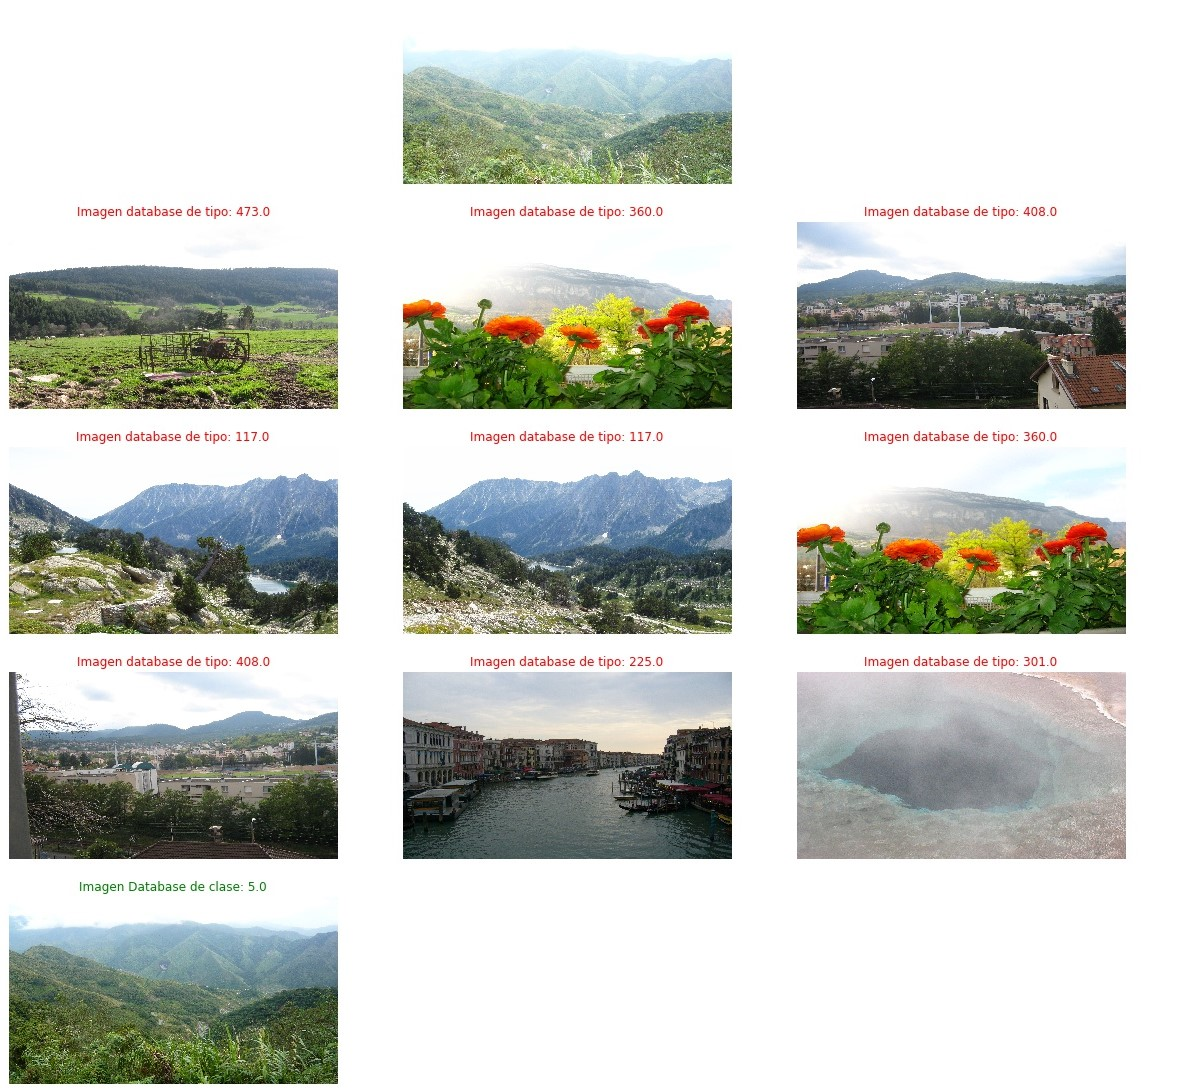 Imagen database de tipo: 473.0
Imagen database de tipo: 360.0
Imagen database de tipo: 408.0
Imagen database de tipo: 117.0
Imagen database de tipo: 117.0
Imagen database de tipo: 360.0
Imagen database de tipo: 408.0
Imagen database de tipo: 225.0
Imagen database de tipo: 301.0
Imagen Database de clase: 5.0